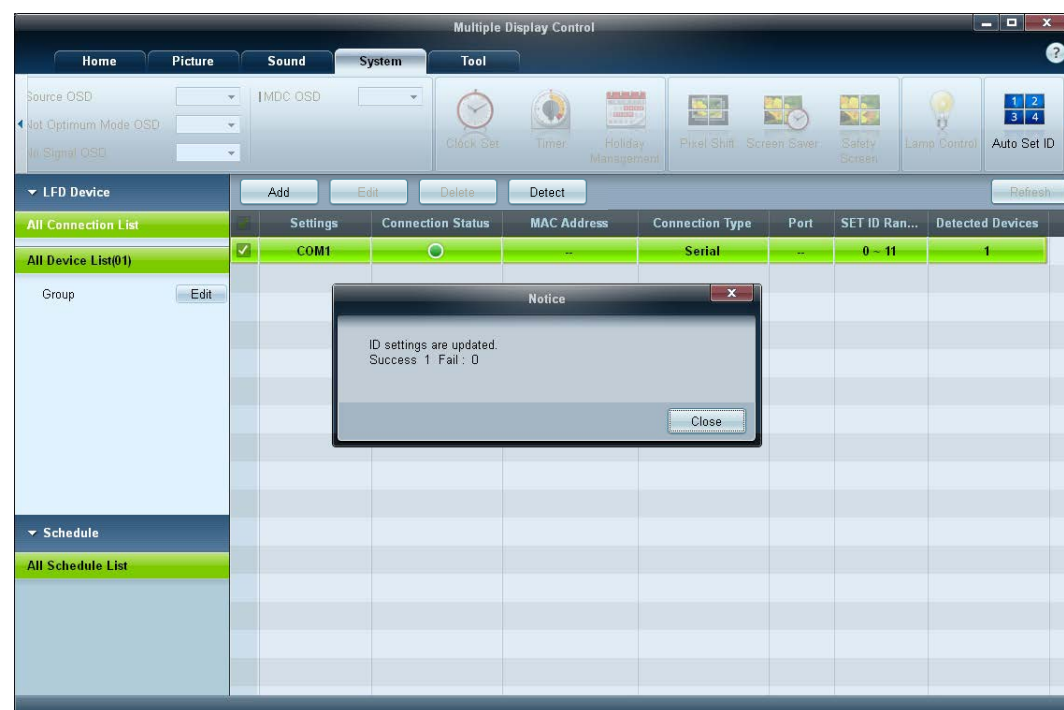 Multiple Display Control
Home Picture Sound System Tool
Source OSD
MDC OSD
Not Optimum Mode OSD
No Signal OSD
Clock Set
Timer
Holiday
Management
Pixel Shift
Screen Saver
Safety
Screen
Lamp Control
1 2
3 4
Auto Set ID
LFD Device
Add Edit Delete Detect Refresh
All Connection List
Settings Connection Status MAC Address Connection Type Port SET ID Ran... Detected Devices
COM1 -- Serial -- 0 ~ 11 1
All Device List(01)
Group Edit
Notice
ID settings are updated.
Success 1 Fail : 0
Close
Schedule
All Schedule List